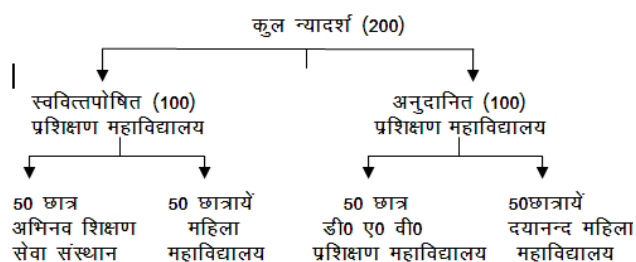 कुल न्यादर्श (200)
स्ववित्तपोषित (100)
प्रशिक्षण महाविद्यालय
अनुदानित (100)
प्रशिक्षण महाविद्यालय
50 छात्र
अभिनव शिक्षण
सेवा संस्थान
50 छात्रायें
महिला
महाविद्यालय
50 छात्र
डी0 ए0 वी0
प्रशिक्षण महाविद्यालय
50छात्रायें
दयानन्द महिला
महाविद्यालय